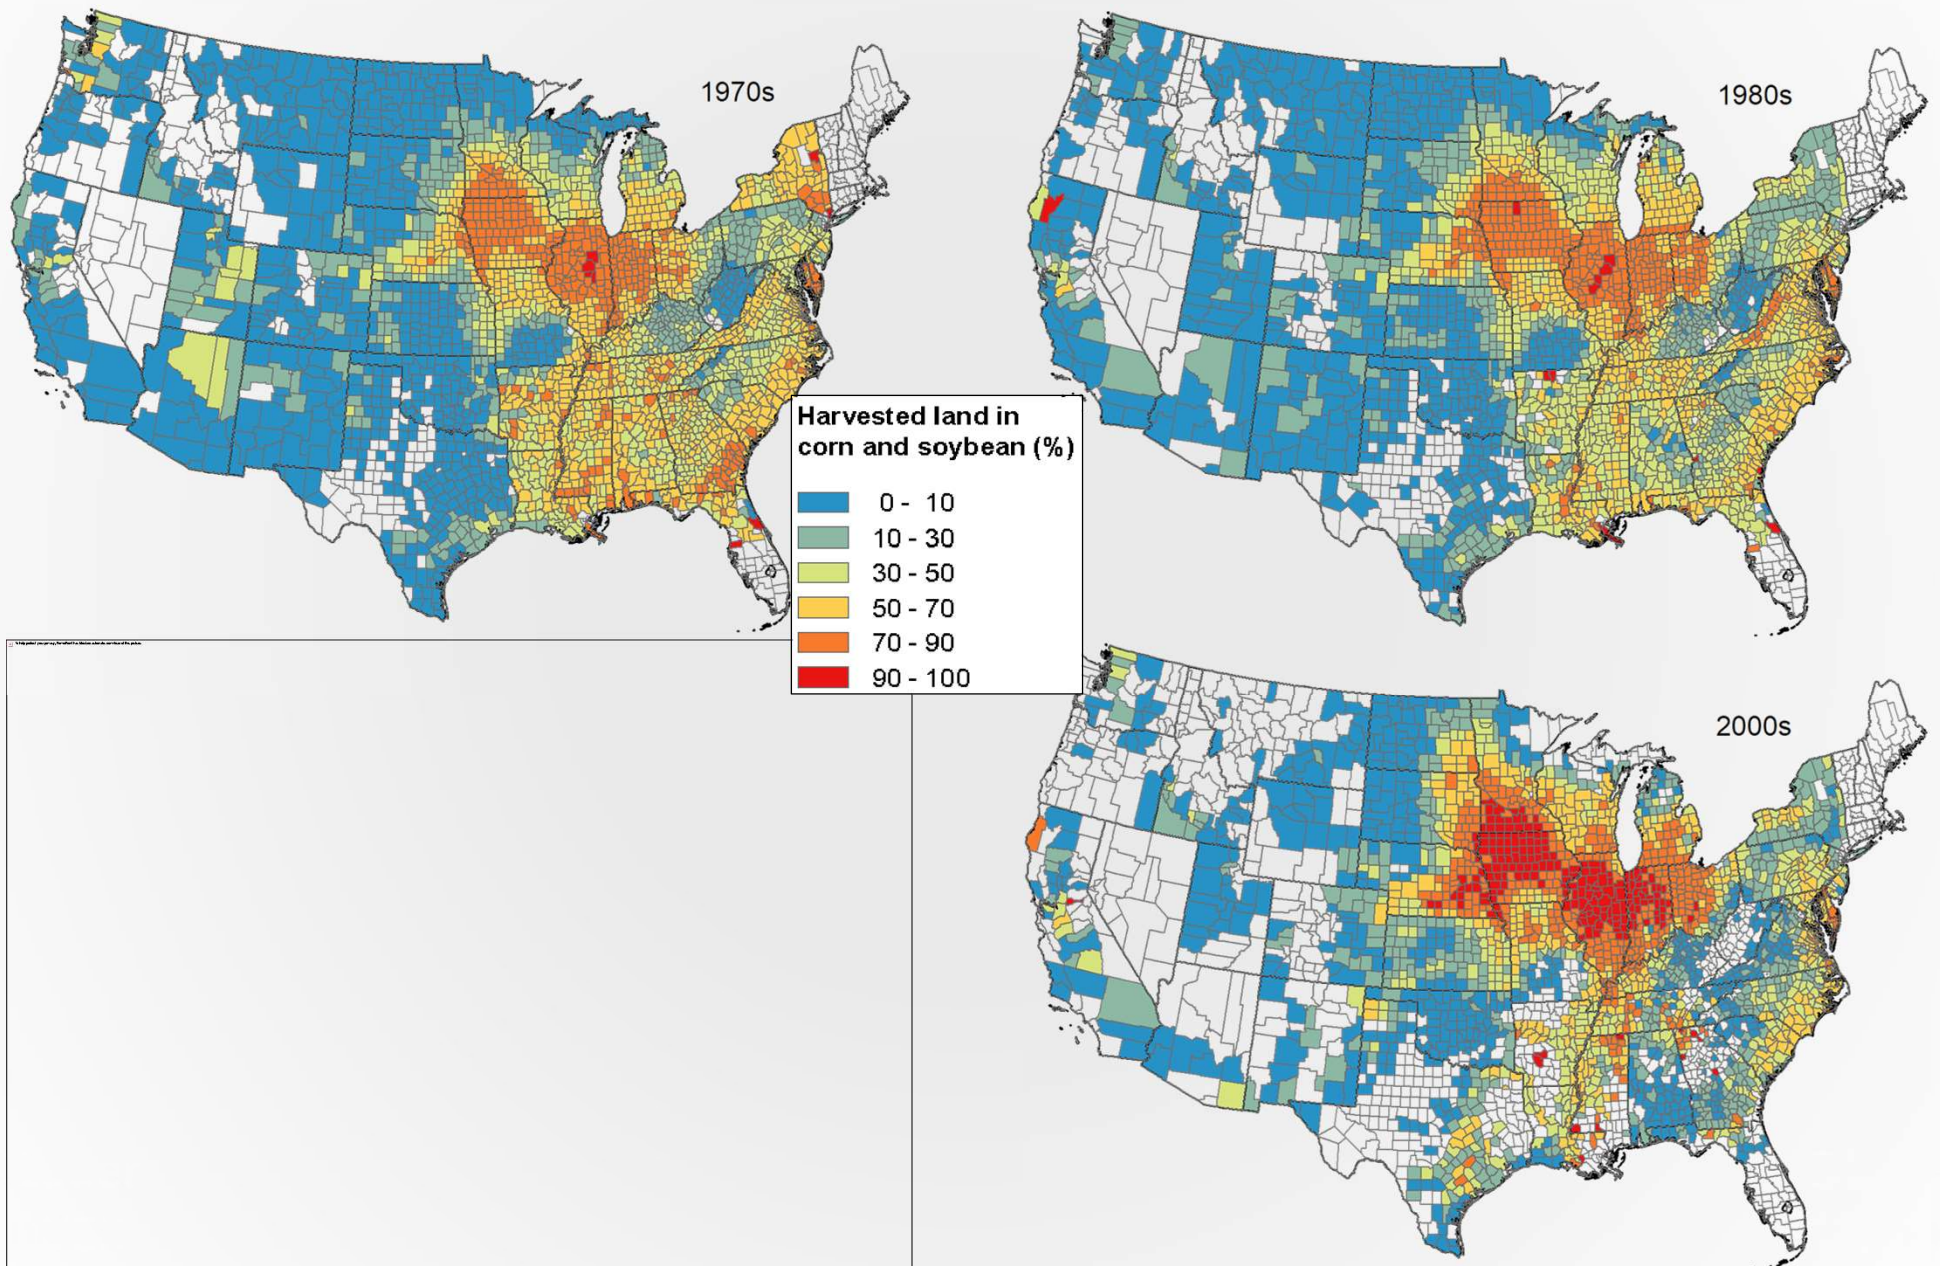 1970s
1980s
Harvested land in
corn and soybean (%)
0 - 10
10 - 30
30 - 50
50 - 70
70 - 90
90 - 100
2000s